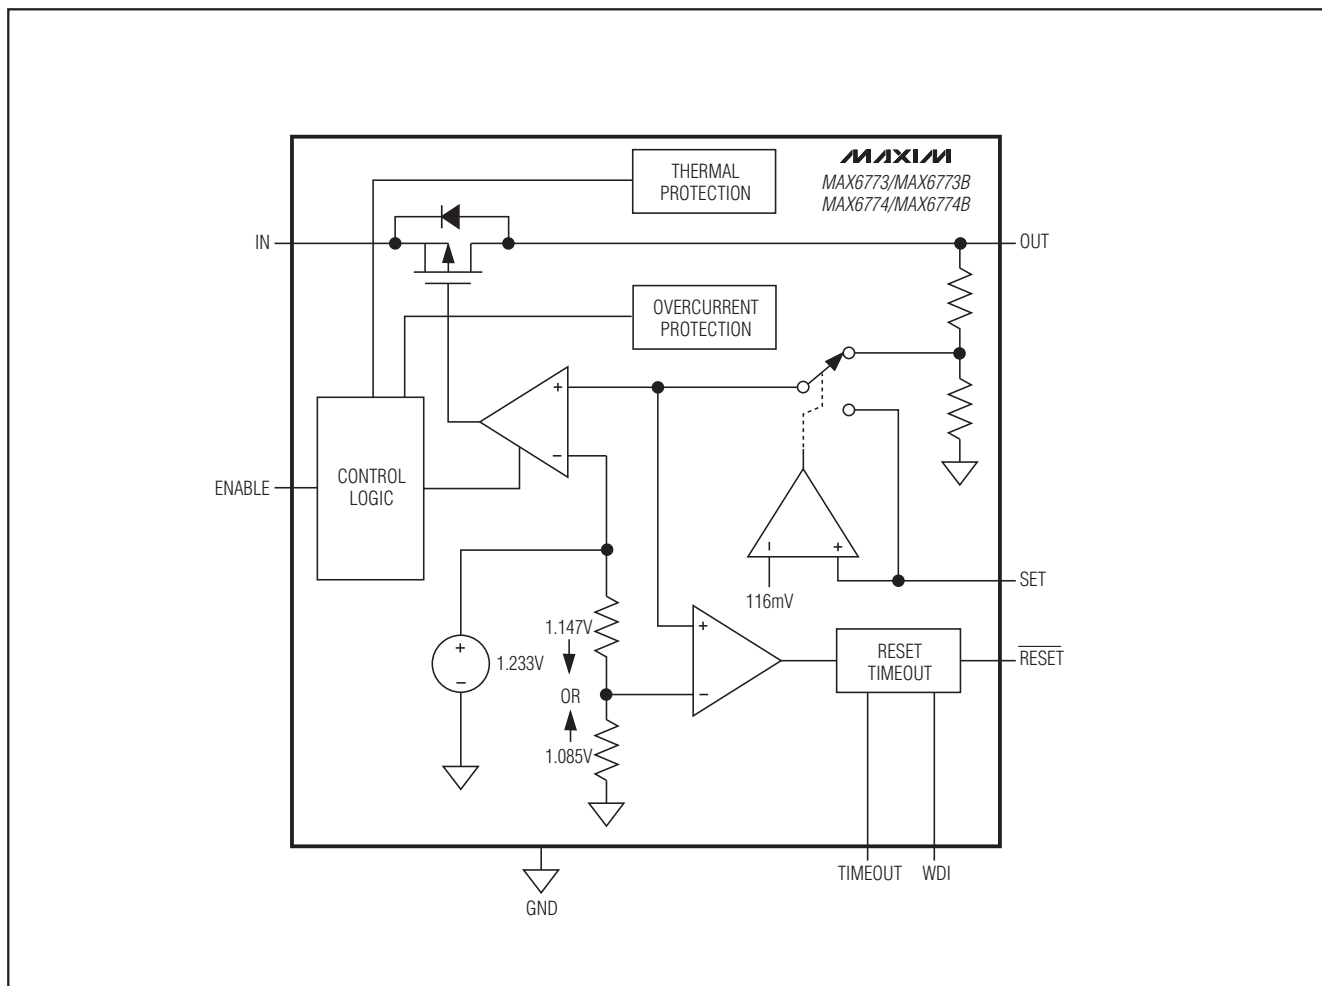 MAXIM
MAX6773/MAX6773B
MAX6774/MAX6774B
THERMAL
PROTECTION
IN
OUT
OVERCURRENT
PROTECTION
+
−
CONTROL
LOGIC
ENABLE
−
+
116mV
SET
1.147V
+
−
1.233V
OR
1.085V
+
−
RESET
TIMEOUT
RESET
TIMEOUT
WDI
GND